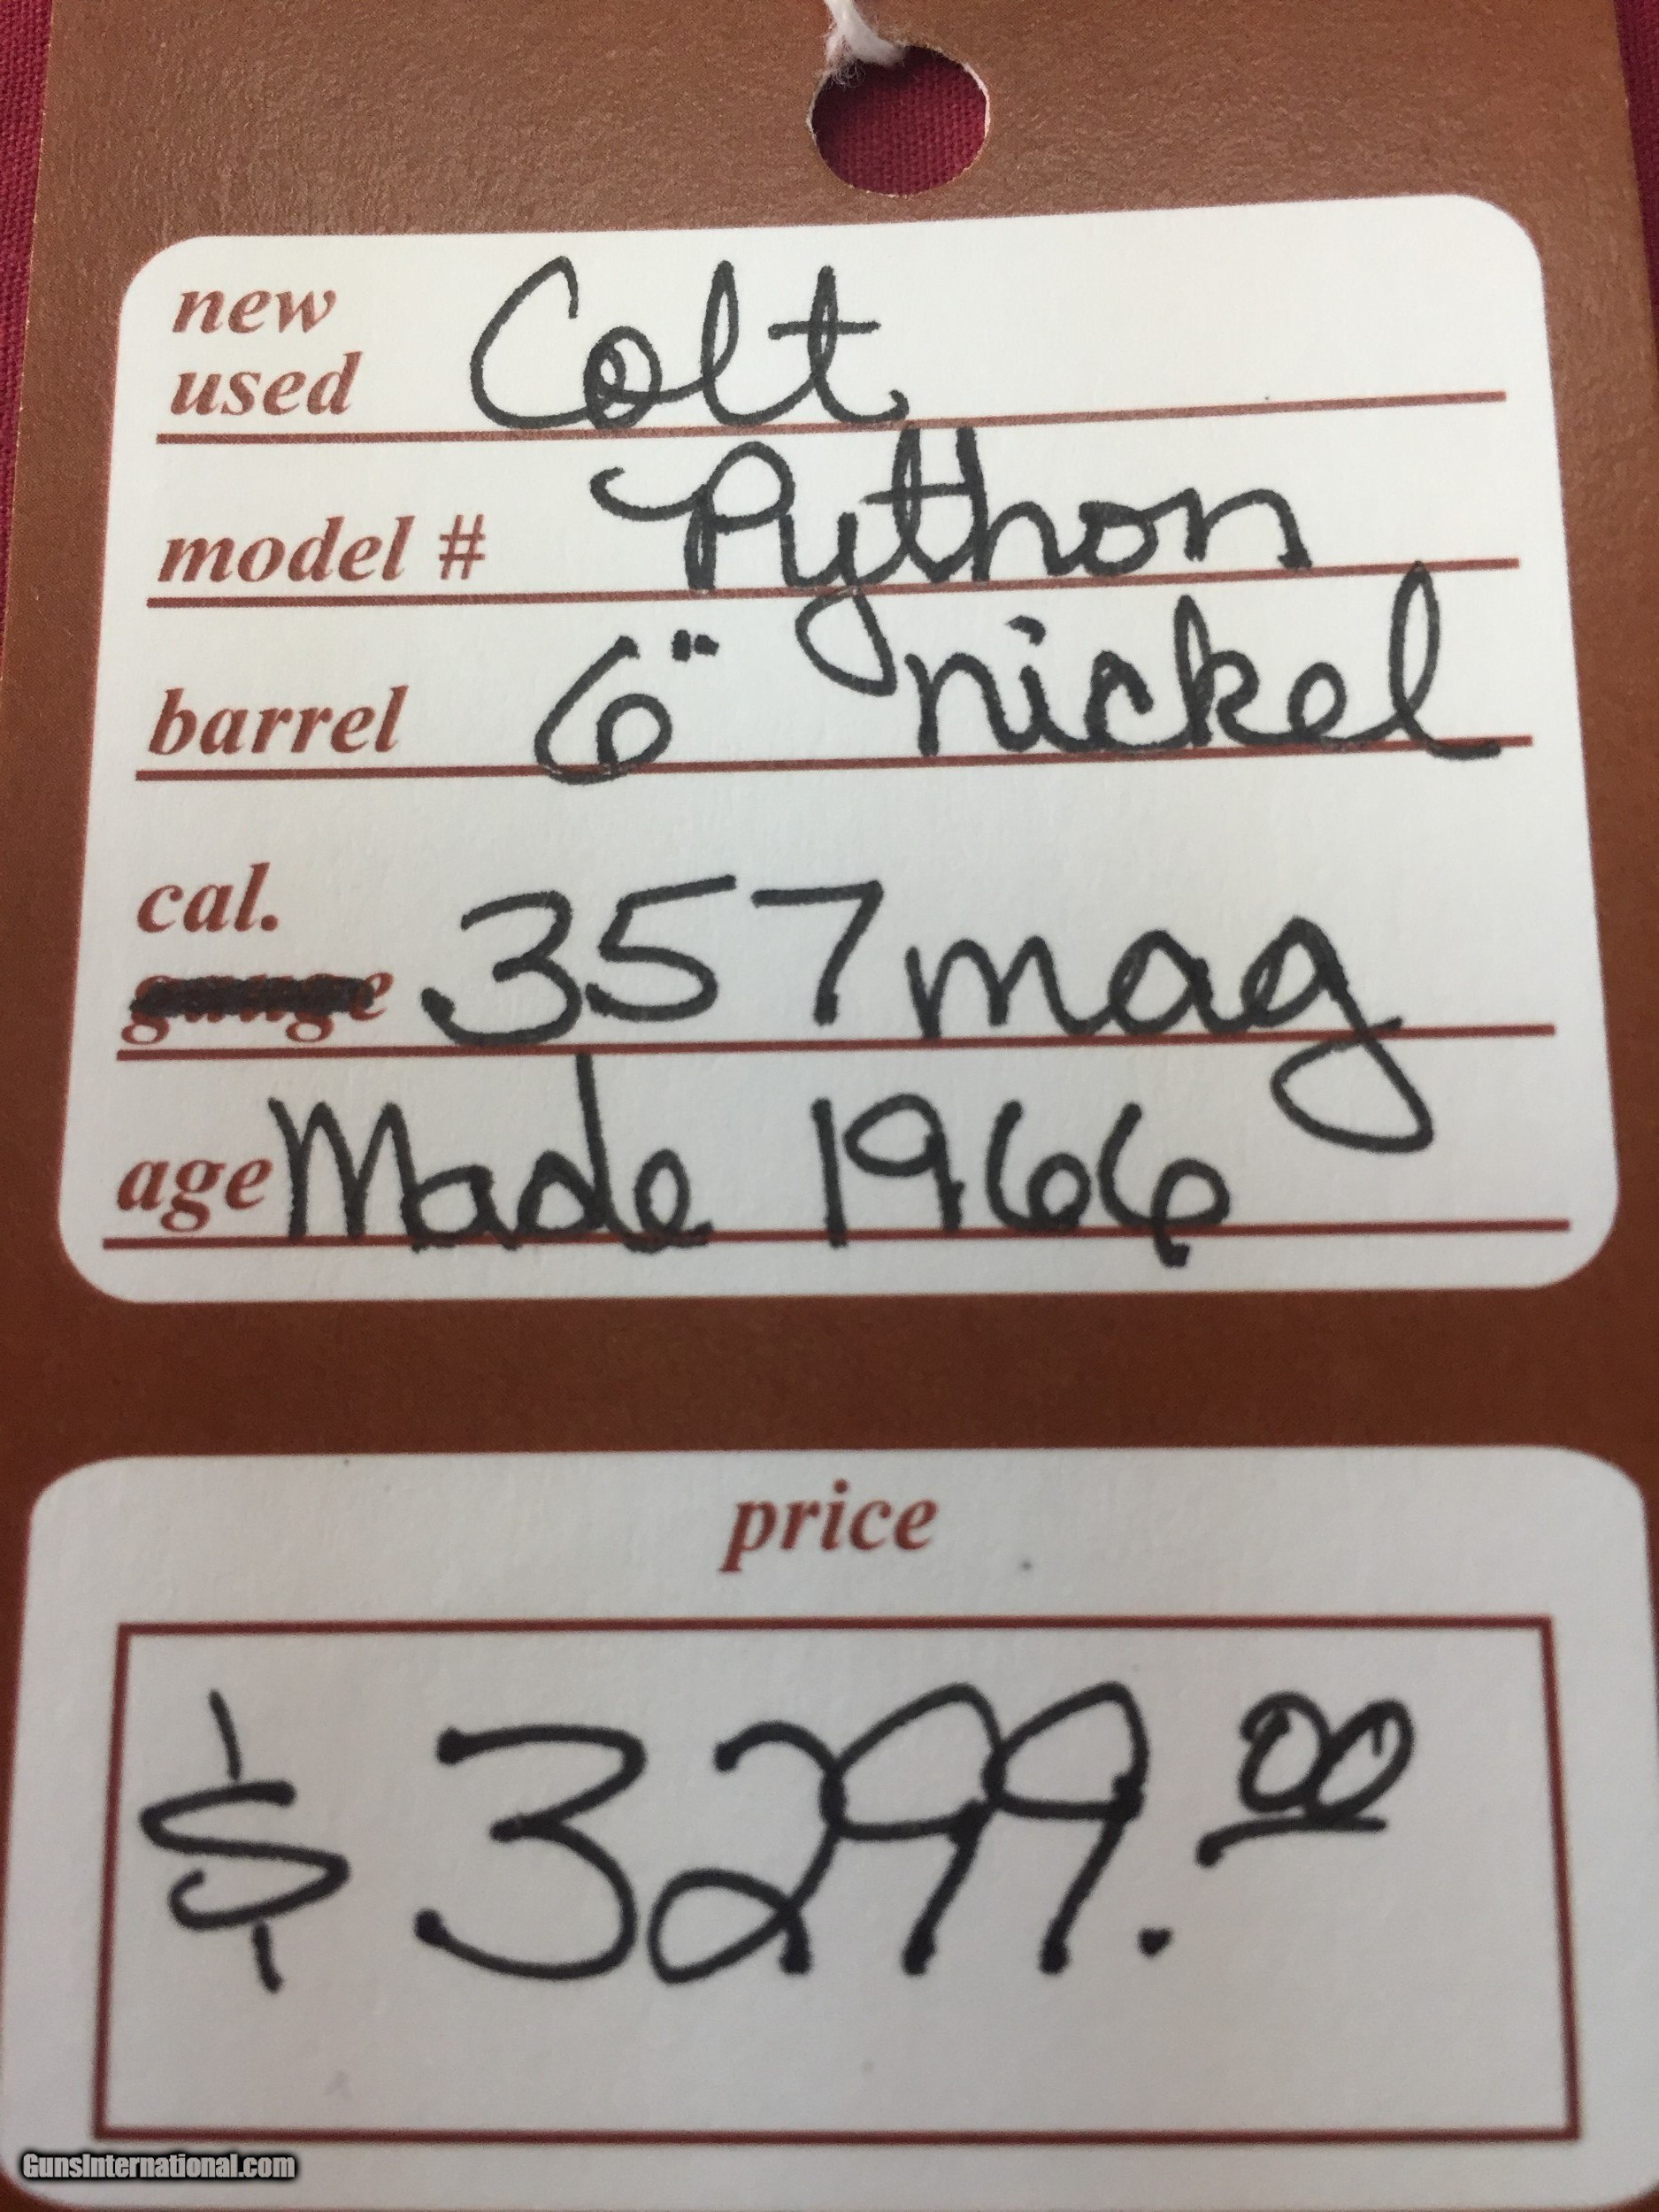 new
used Colt
model # Python
barrel 6" nickel
cal.
gauge 357 mag
age Made 1966
price
$3299.00
GunsInternational.com